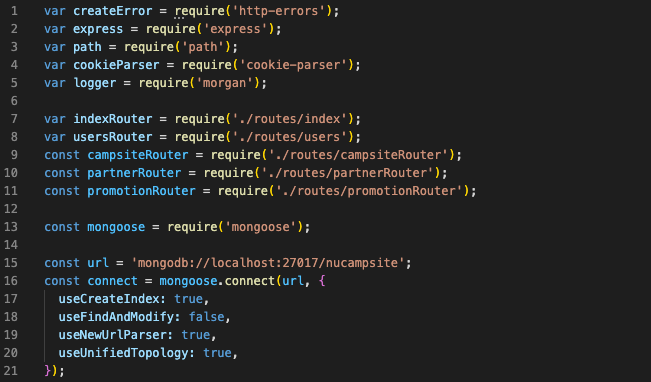 1 var createError = require('http-errors');
2 var express = require('express');
3 var path = require('path');
4 var cookieParser = require('cookie-parser');
5 var logger = require('morgan');
6
7 var indexRouter = require('./routes/index');
8 var usersRouter = require('./routes/users');
9 const campsiteRouter = require('./routes/campsiteRouter');
10 const partnerRouter = require('./routes/partnerRouter');
11 const promotionRouter = require('./routes/promotionRouter');
12
13 const mongoose = require('mongoose');
14
15 const url = 'mongodb://localhost:27017/nucampsite';
16 const connect = mongoose.connect(url, {
17   useCreateIndex: true,
18   useFindAndModify: false,
19   useNewUrlParser: true,
20   useUnifiedTopology: true,
21 });